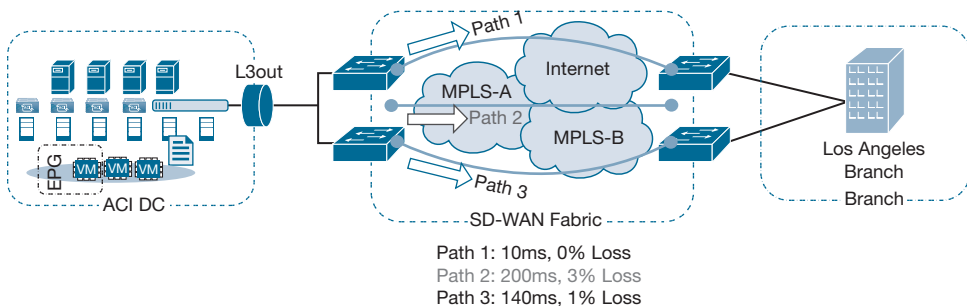 Path 1
L3out
Internet
MPLS-A
Path 2
MPLS-B
EPG
VM
VM
VM
Path 3
Los Angeles
Branch
ACI DC
SD-WAN Fabric
Branch
Path 1: 10ms, 0% Loss
Path 2: 200ms, 3% Loss
Path 3: 140ms, 1% Loss